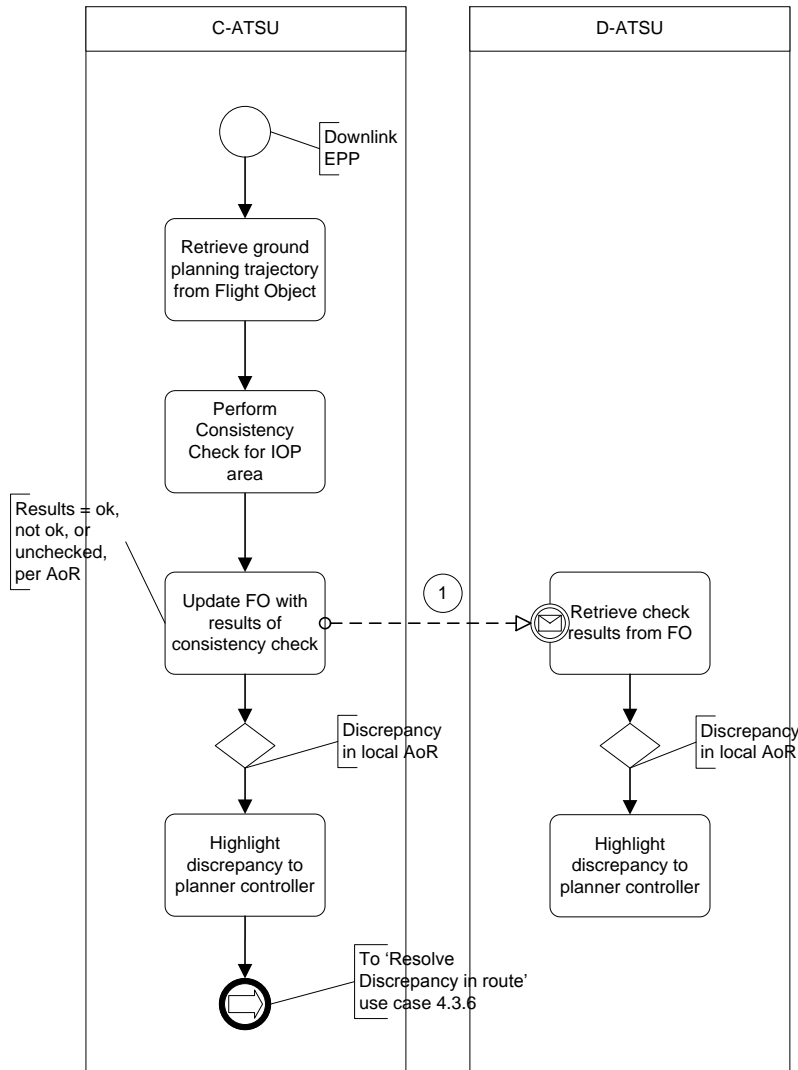 C-ATSU
D-ATSU
Downlink
EPP
Retrieve ground
planning trajectory
from Flight Object
Perform
Consistency
Check for IOP
area
Results = ok,
not ok, or
unchecked,
per AoR
Update FO with
results of
consistency check
1
Retrieve check
results from FO
Discrepancy
in local AoR
Discrepancy
in local AoR
Highlight
discrepancy to
planner controller
Highlight
discrepancy to
planner controller
To ‘Resolve
Discrepancy in route’
use case 4.3.6